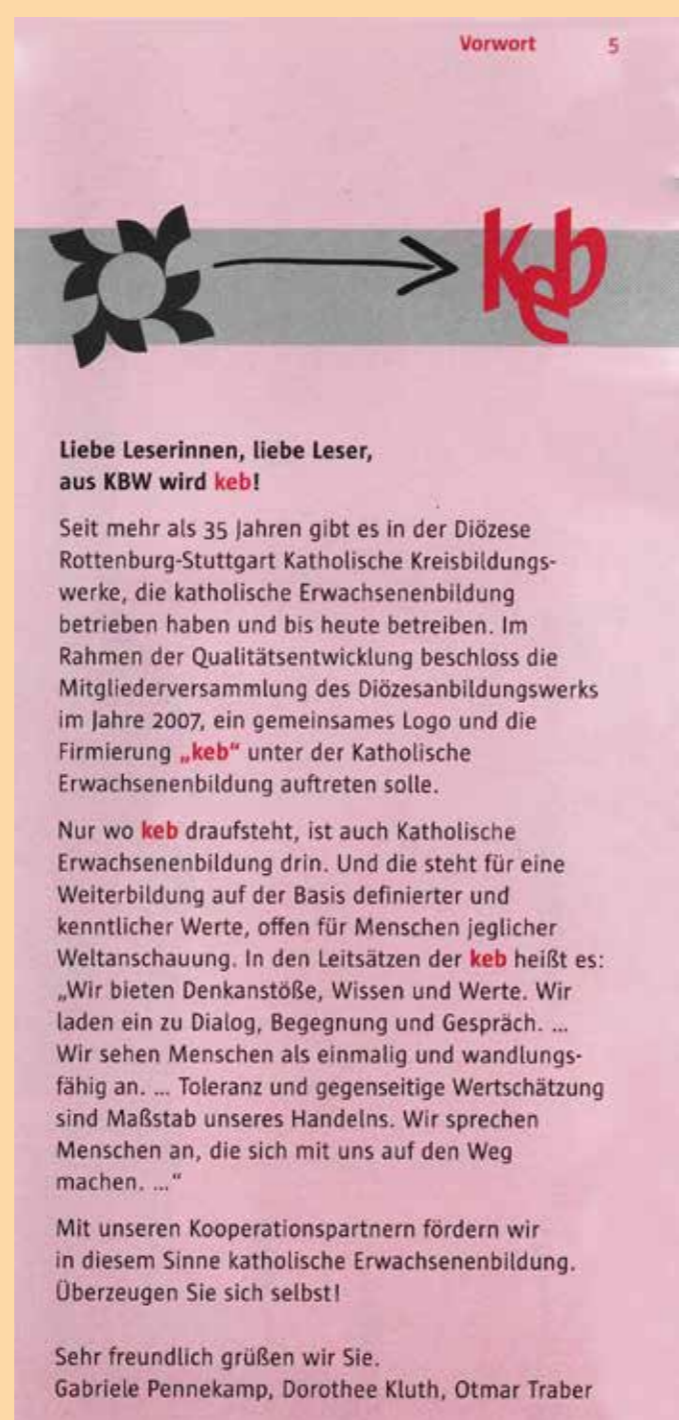 Vorwort 5
keb
Liebe Leserinnen, liebe Leser,
aus KBW wird keb!
Seit mehr als 35 Jahren gibt es in der Diözese
Rottenburg-Stuttgart Katholische Kreisbildungs-
werke, die katholische Erwachsenenbildung
betrieben haben und bis heute betreiben. Im
Rahmen der Qualitätsentwicklung beschloss die
Mitgliederversammlung des Diözesanbildungswerks
im Jahre 2007, ein gemeinsames Logo und die
Firmierung „keb“ unter der Katholische
Erwachsenenbildung auftreten solle.
Nur wo keb draufsteht, ist auch Katholische
Erwachsenenbildung drin. Und die steht für eine
Weiterbildung auf der Basis definierter und
kenntlicher Werte, offen für Menschen jeglicher
Weltanschauung. In den Leitsätzen der keb heißt es:
„Wir bieten Denkanstöße, Wissen und Werte. Wir
laden ein zu Dialog, Begegnung und Gespräch. ...
Wir sehen Menschen als einmalig und wandlungs-
fähig an. ... Toleranz und gegenseitige Wertschätzung
sind Maßstab unseres Handelns. Wir sprechen
Menschen an, die sich mit uns auf den Weg
machen. ...“
Mit unseren Kooperationspartnern fördern wir
in diesem Sinne katholische Erwachsenenbildung.
Überzeugen Sie sich selbst!
Sehr freundlich grüßen wir Sie.
Gabriele Pennekamp, Dorothee Kluth, Otmar Traber